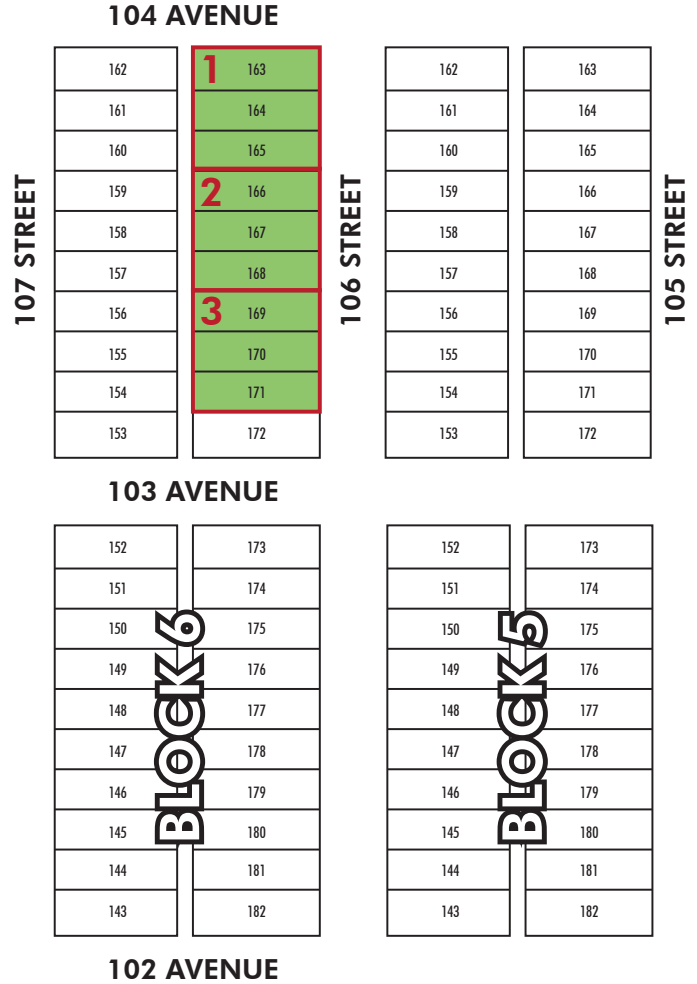 104 AVENUE
162 1 163 162 163
161 164 161 164
160 165 160 165
159 2 166 159 166
158 167 158 167
157 168 157 168
156 3 169 156 169
155 170 155 170
154 171 154 171
153 172 153 172
107 STREET
106 STREET
105 STREET
103 AVENUE
152 173 152 173
151 174 151 174
150 175 150 175
149 176 149 176
148 177 148 177
147 178 147 178
146 179 146 179
145 180 145 180
144 181 144 181
143 182 143 182
BLOCK 6
BLOCK 5
102 AVENUE